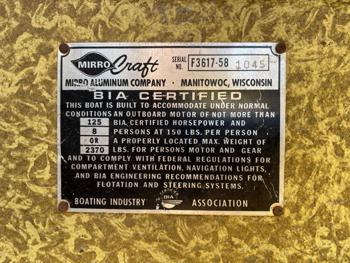 MIRRO Craft SERIAL NO. F3617-58 1045
MIRRO ALUMINUM COMPANY · MANITOWOC, WISCONSIN
BIA CERTIFIED
THIS BOAT IS BUILT TO ACCOMMODATE UNDER NORMAL
CONDITIONS AN OUTBOARD MOTOR OF NOT MORE THAN
125 BIA CERTIFIED HORSEPOWER AND
8 PERSONS AT 150 LBS. PER PERSON
OR A PROPERLY LOCATED MAX. WEIGHT OF
2370 LBS. FOR PERSONS MOTOR AND GEAR
AND TO COMPLY WITH FEDERAL REGULATIONS FOR
COMPARTMENT VENTILATION, NAVIGATION LIGHTS,
AND BIA ENGINEERING RECOMMENDATIONS FOR
FLOTATION AND STEERING SYSTEMS.
BOATING INDUSTRY BIA ASSOCIATION